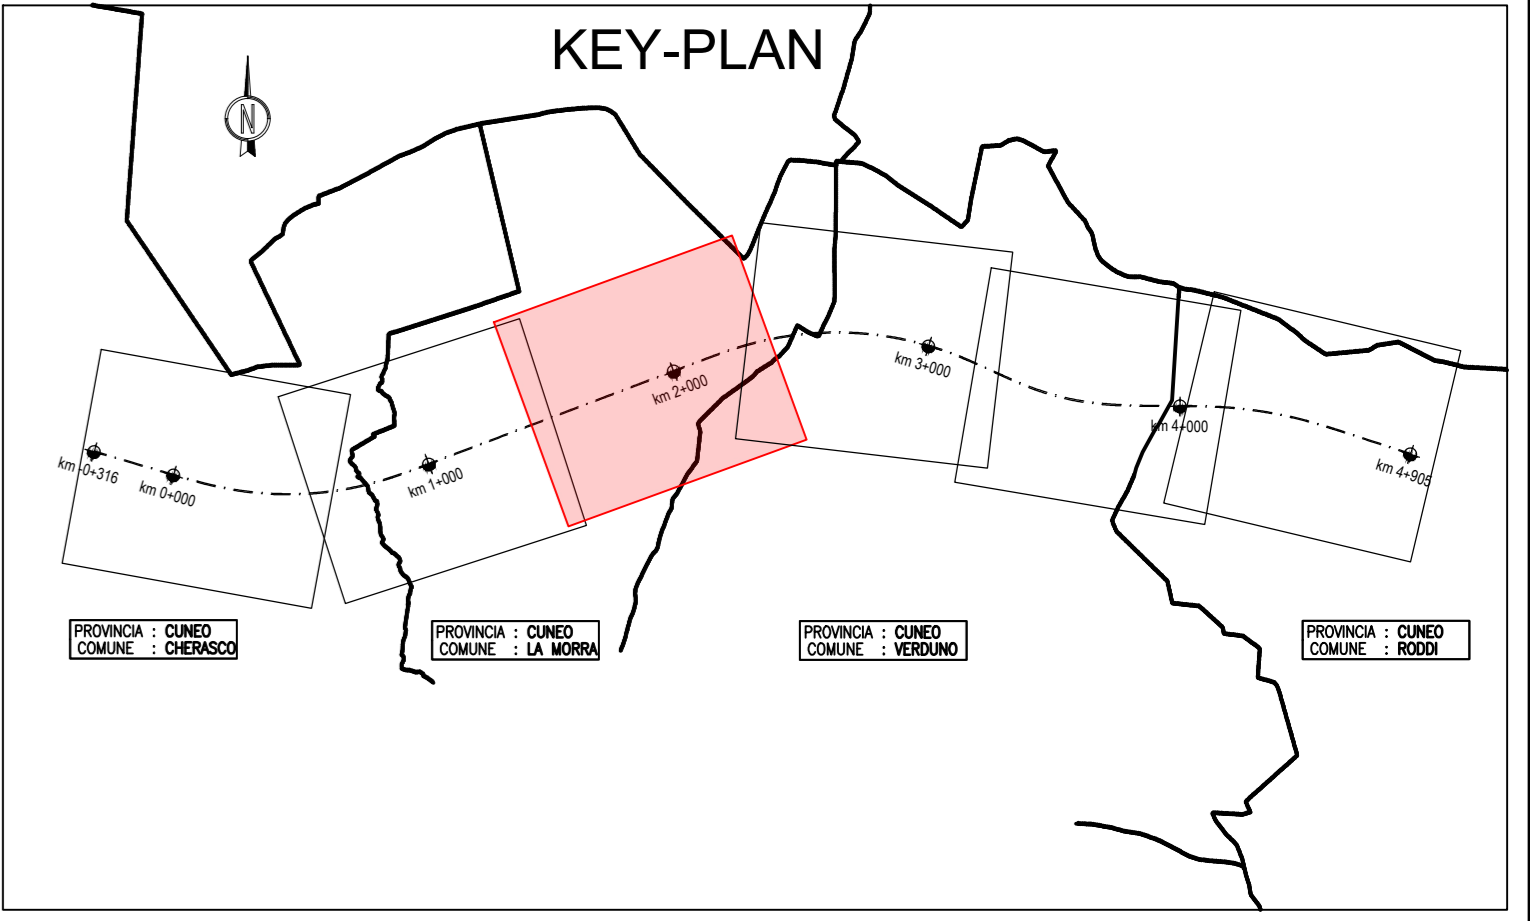 KEY-PLAN
N
km -0+316
km 0+000
km 1+000
km 2+000
km 3+000
km 4+000
km 4+905
PROVINCIA : CUNEO
COMUNE : CHERASCO
PROVINCIA : CUNEO
COMUNE : LA MORRA
PROVINCIA : CUNEO
COMUNE : VERDUNO
PROVINCIA : CUNEO
COMUNE : RODDI